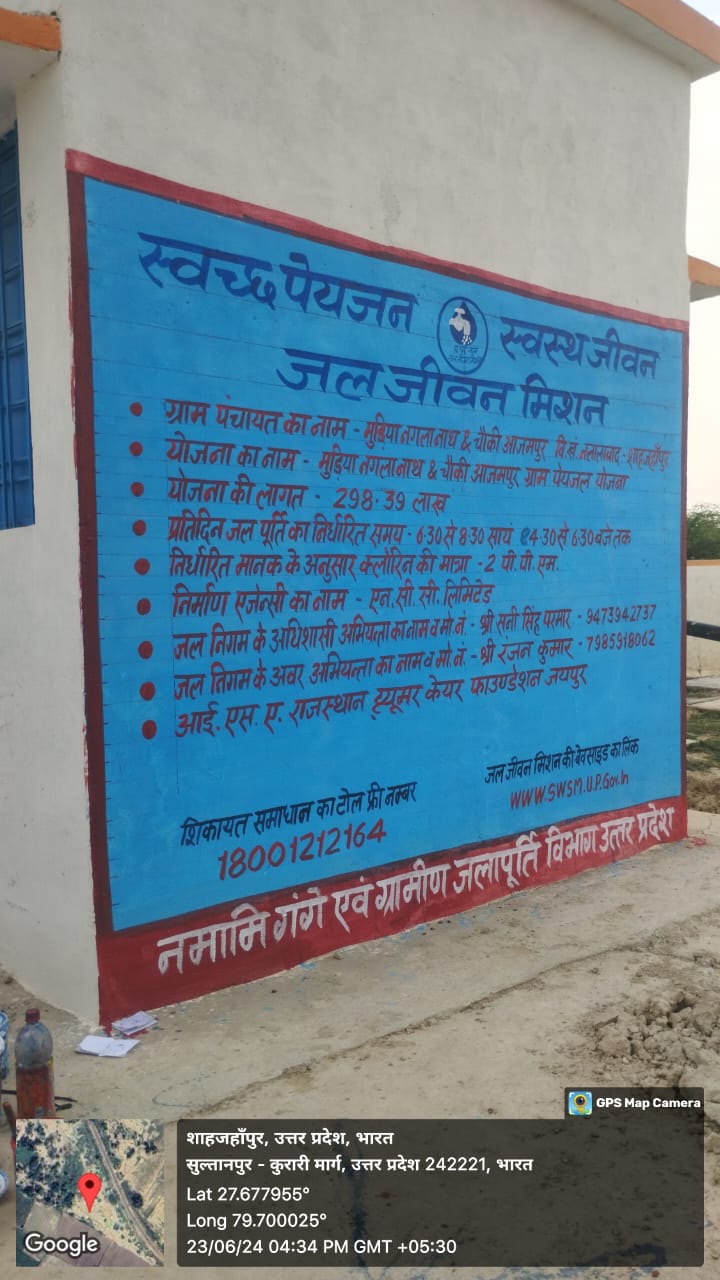 स्वच्छ पेयजन स्वस्थ जीवन
जल जीवन मिशन
• ग्राम पंचायत का नाम - मुड़िया नगला नाथ & चौकी आजमपुर वि.खं. जलालाबाद - शाहजहाँपुर
• योजना का नाम - मुड़िया नगला नाथ & चौकी आजमपुर ग्राम पेयजल योजना
• योजना की लागत - 298.39 लाख
• प्रतिदिन जल पूर्ति का निर्धारित समय - 6:30 से 8:30 सायं 4:30 से 6:30 बजे तक
• निर्धारित मानक के अनुसार क्लोरिन की मात्रा - 2 पी.पी.एम.
• निर्माण एजेन्सी का नाम - एन.सी.सी. लिमिटेड
• जल निगम के अधिशासी अभियन्ता का नाम व मो.नं. - श्री सनी सिंह परमार - 9473942737
• जल निगम के अवर अभियन्ता का नाम व मो.नं. - श्री रंजन कुमार - 7985918062
• आई.एस.ए. राजस्थान ह्यूमर केयर फाउण्डेशन जयपुर
शिकायत समाधान का टोल फ्री नम्बर
18001212164
जल जीवन मिशन की बेवसाइड का लिंक
www.SWSM.U.P.Gov.in
नमामि गंगे एवं ग्रामीण जलापूर्ति विभाग उत्तर प्रदेश
GPS Map Camera
शाहजहाँपुर, उत्तर प्रदेश, भारत
सुल्तानपुर - कुरारी मार्ग, उत्तर प्रदेश 242221, भारत
Lat 27.677955°
Long 79.700025°
23/06/24 04:34 PM GMT +05:30
Google